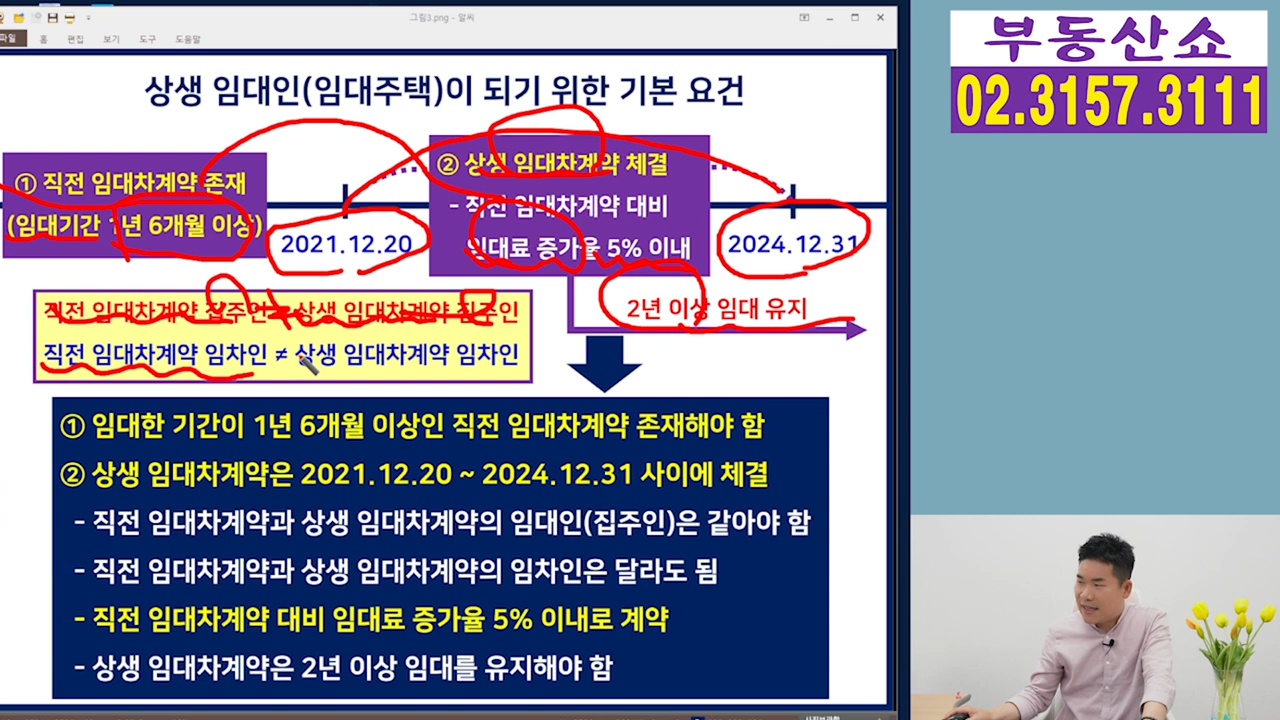 그림3.png - 알씨
파일 홈 편집 보기 도구 도움말
부동산쇼
02.3157.3111
상생 임대인(임대주택)이 되기 위한 기본 요건
① 직전 임대차계약 존재
(임대기간 1년 6개월 이상)
2021.12.20
② 상생 임대차계약 체결
- 직전 임대차계약 대비
임대료 증가율 5% 이내
2024.12.31
2년 이상 임대 유지
직전 임대차계약 집주인 = 상생 임대차계약 집주인
직전 임대차계약 임차인 ≠ 상생 임대차계약 임차인
① 임대한 기간이 1년 6개월 이상인 직전 임대차계약 존재해야 함
② 상생 임대차계약은 2021.12.20 ~ 2024.12.31 사이에 체결
- 직전 임대차계약과 상생 임대차계약의 임대인(집주인)은 같아야 함
- 직전 임대차계약과 상생 임대차계약의 임차인은 달라도 됨
- 직전 임대차계약 대비 임대료 증가율 5% 이내로 계약
- 상생 임대차계약은 2년 이상 임대를 유지해야 함